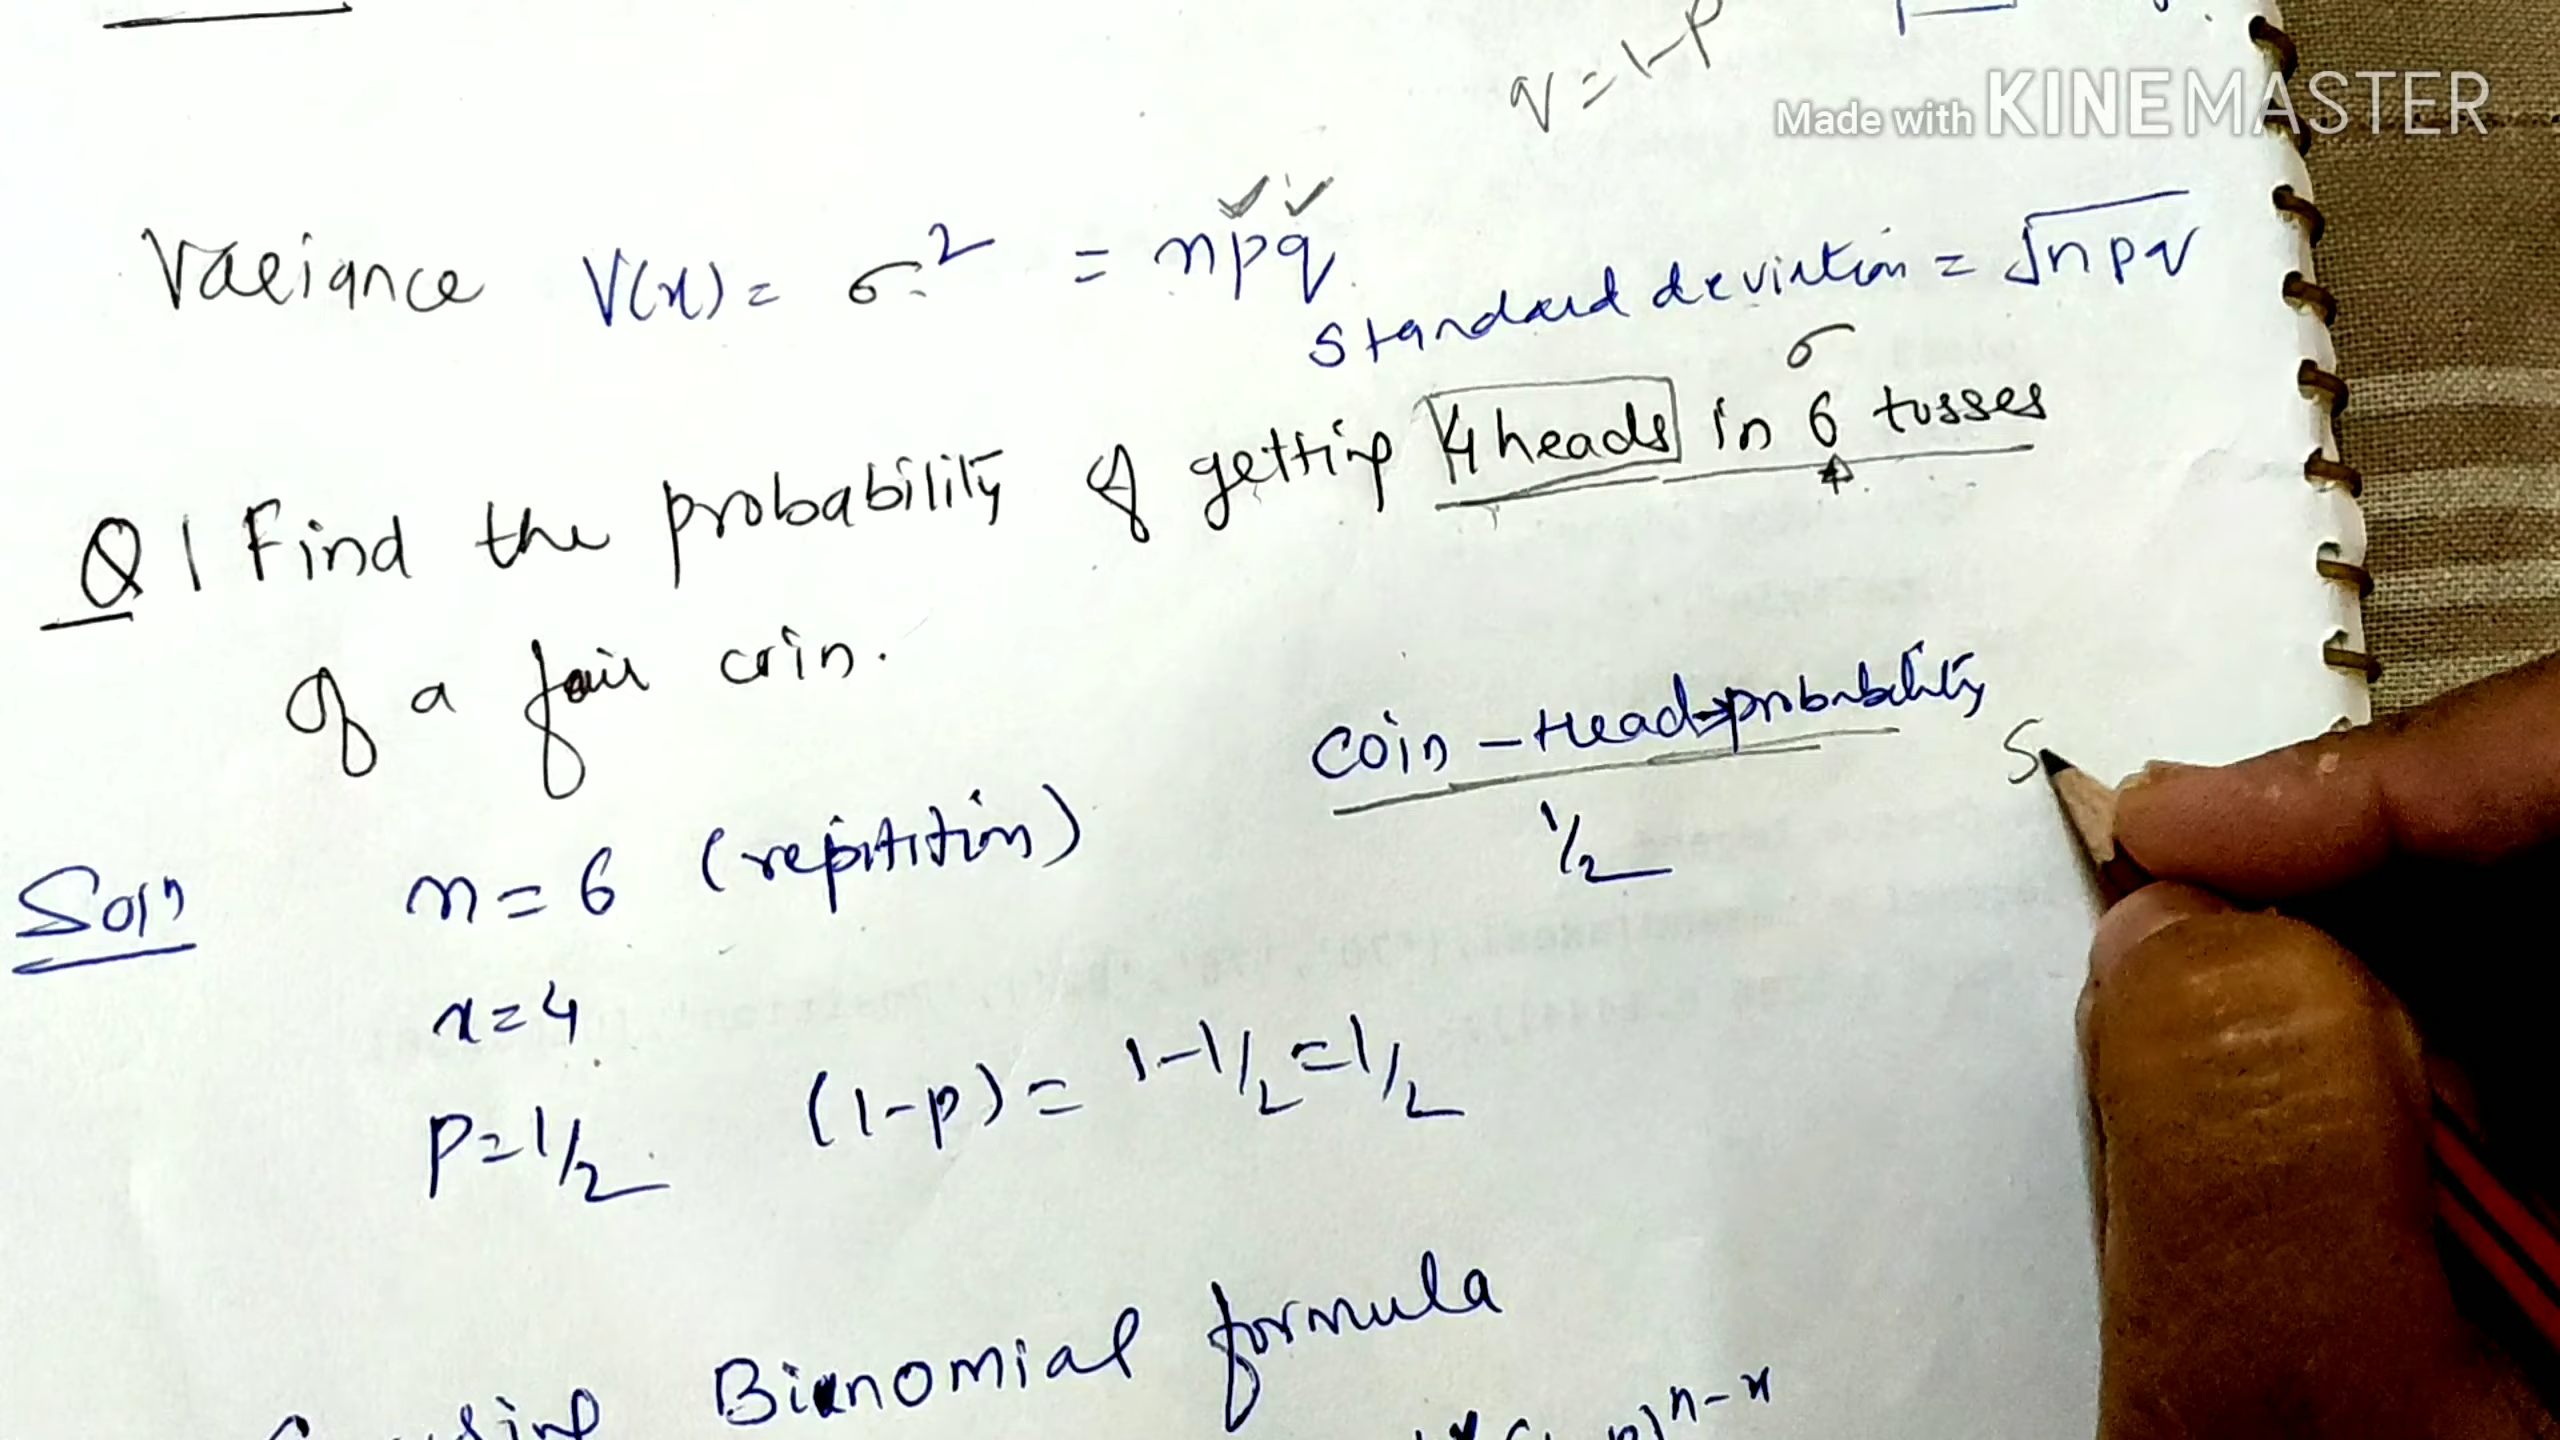 q = 1-p
Made with KINEMASTER
Variance V(x) = σ² = npq
Standard deviation = √npq
σ
Q1 Find the probability of getting 4 heads in 6 tosses
of a fair coin.
Coin - Head → probability
1/2
S
Soln n = 6 (repitition)
x = 4
p = 1/2 (1-p) = 1-1/2 = 1/2
using Binomial formula
n-x